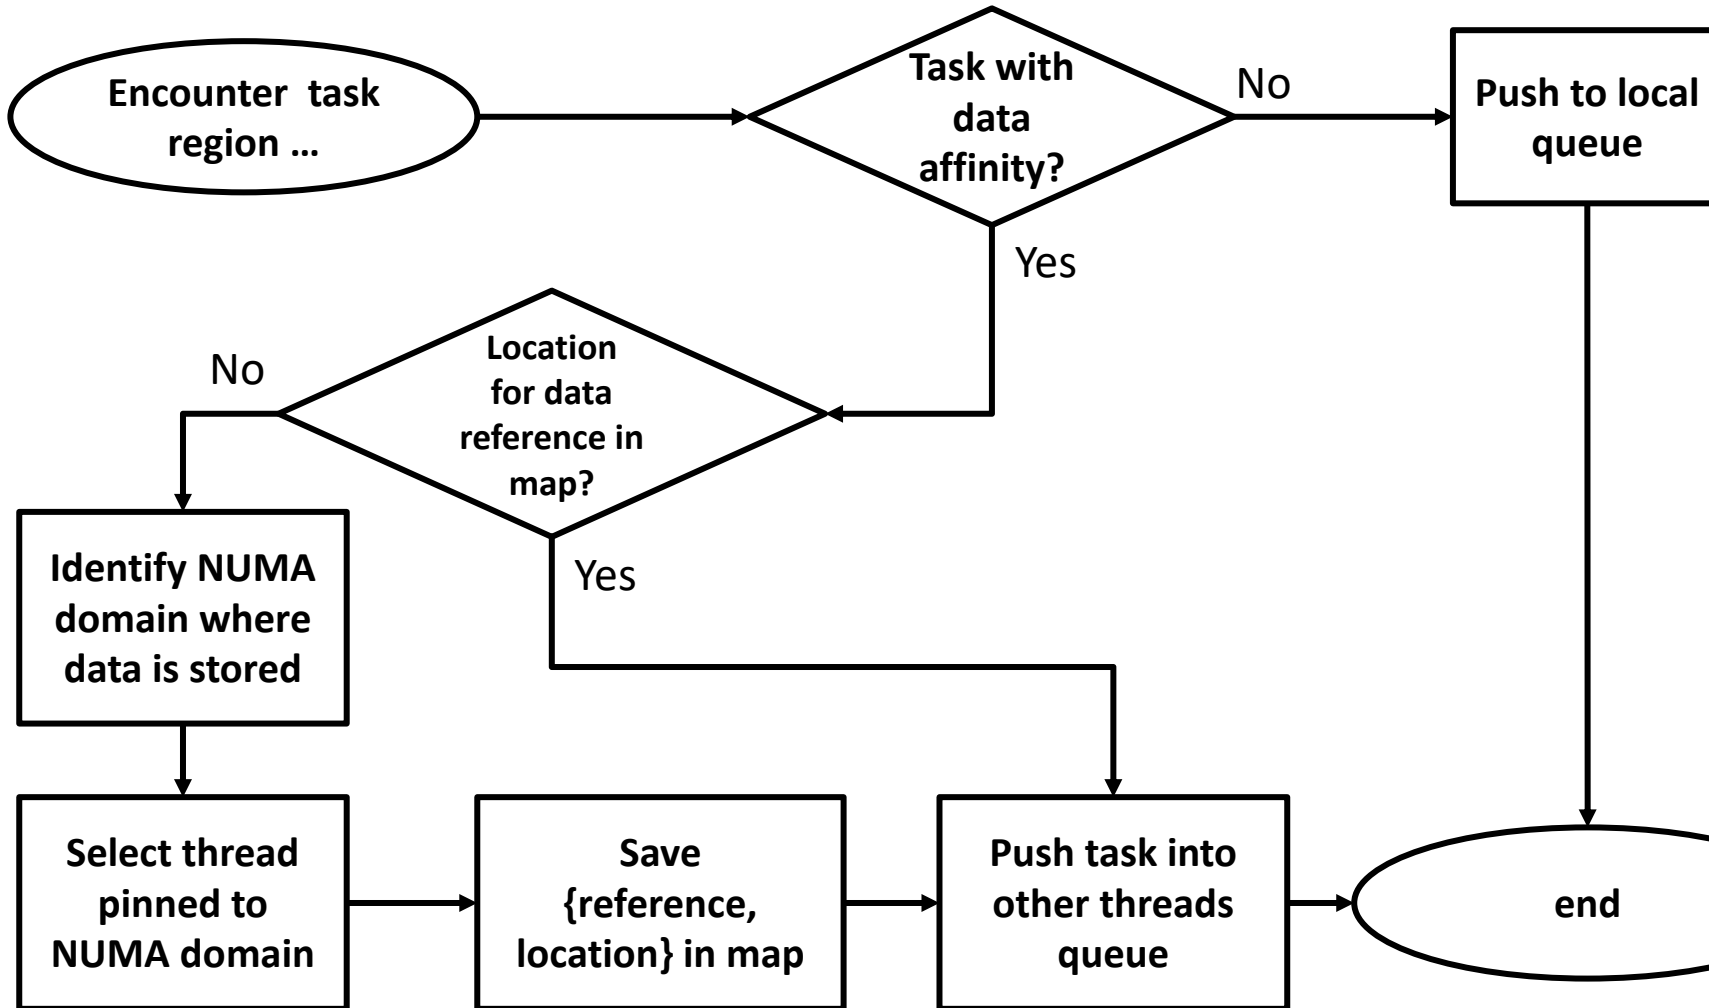 Encounter  task
region ...
Task with
data
affinity?
No
Push to local
queue
Yes
Location
for data
reference in
map?
No
Yes
Identify NUMA
domain where
data is stored
Select thread
pinned to
NUMA domain
Save
{reference,
location} in map
Push task into
other threads
queue
end